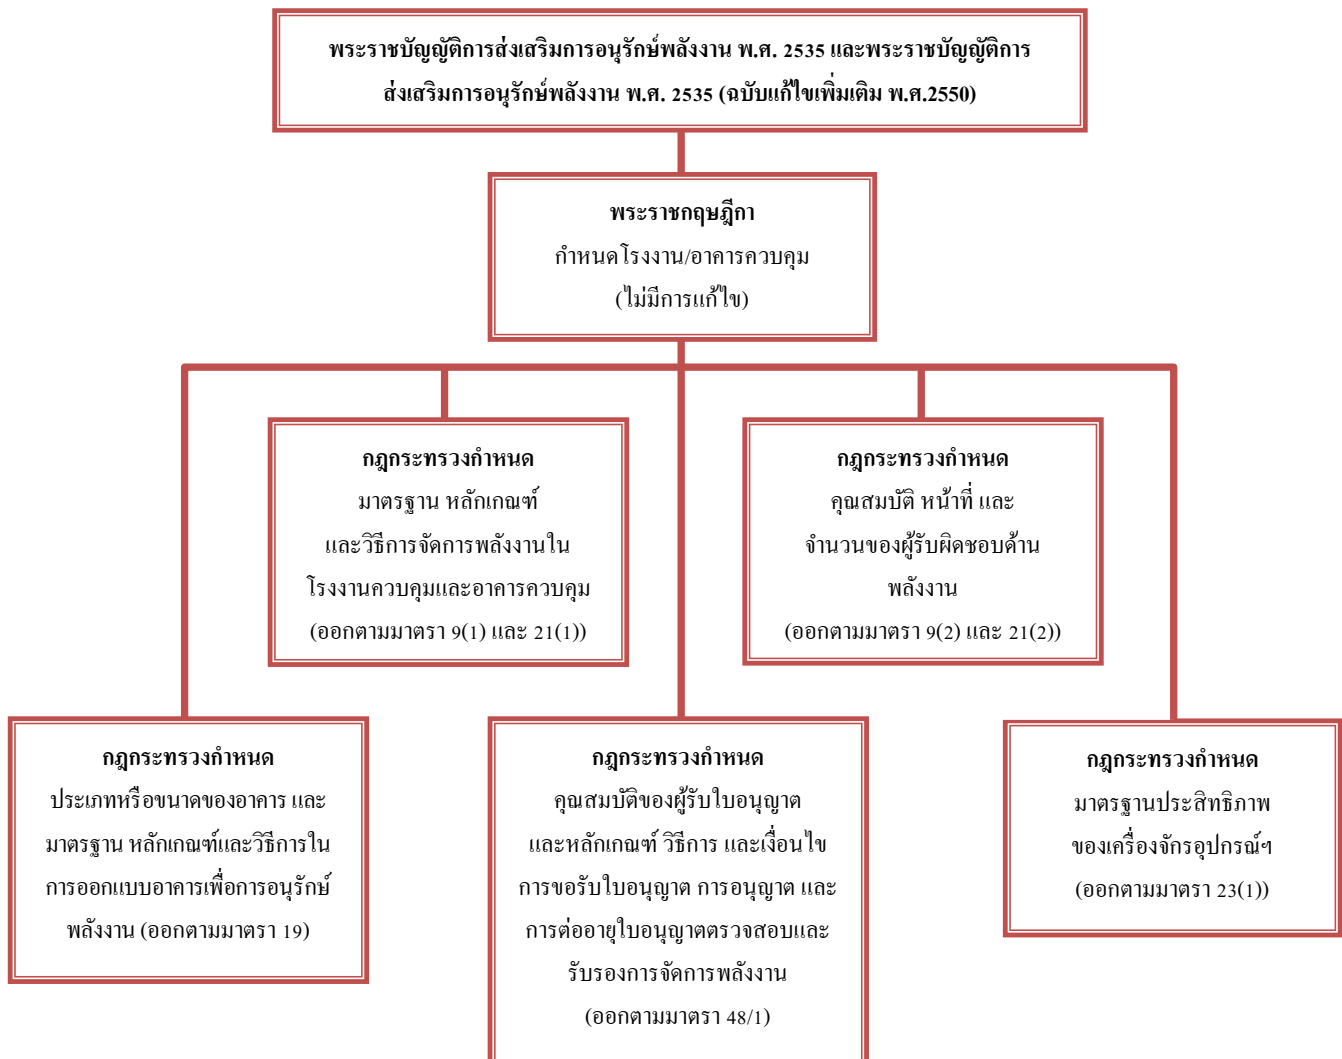 พระราชบัญญัติการส่งเสริมการอนุรักษ์พลังงาน พ.ศ. 2535 และพระราชบัญญัติการ
ส่งเสริมการอนุรักษ์พลังงาน พ.ศ. 2535 (ฉบับแก้ไขเพิ่มเติม พ.ศ.2550)
พระราชกฤษฎีกา
กำหนดโรงงาน/อาคารควบคุม
(ไม่มีการแก้ไข)
กฎกระทรวงกำหนด
มาตรฐาน หลักเกณฑ์
และวิธีการจัดการพลังงานใน
โรงงานควบคุมและอาคารควบคุม
(ออกตามมาตรา 9(1) และ 21(1))
กฎกระทรวงกำหนด
คุณสมบัติ หน้าที่ และ
จำนวนของผู้รับผิดชอบด้าน
พลังงาน
(ออกตามมาตรา 9(2) และ 21(2))
กฎกระทรวงกำหนด
ประเภทหรือขนาดของอาคาร และ
มาตรฐาน หลักเกณฑ์และวิธีการใน
การออกแบบอาคารเพื่อการอนุรักษ์
พลังงาน (ออกตามมาตรา 19)
กฎกระทรวงกำหนด
คุณสมบัติของผู้รับใบอนุญาต
และหลักเกณฑ์ วิธีการ และเงื่อนไข
การขอรับใบอนุญาต การอนุญาต และ
การต่ออายุใบอนุญาตตรวจสอบและ
รับรองการจัดการพลังงาน
(ออกตามมาตรา 48/1)
กฎกระทรวงกำหนด
มาตรฐานประสิทธิภาพ
ของเครื่องจักรอุปกรณ์ฯ
(ออกตามมาตรา 23(1))